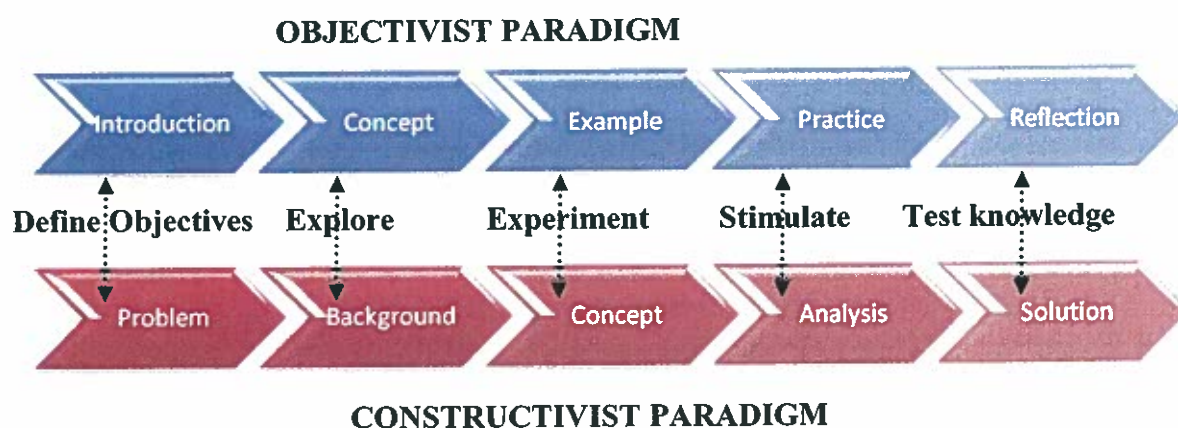 OBJECTIVIST PARADIGM
Introduction Concept Example Practice Reflection
Define Objectives Explore Experiment Stimulate Test knowledge
Problem Background Concept Analysis Solution
CONSTRUCTIVIST PARADIGM